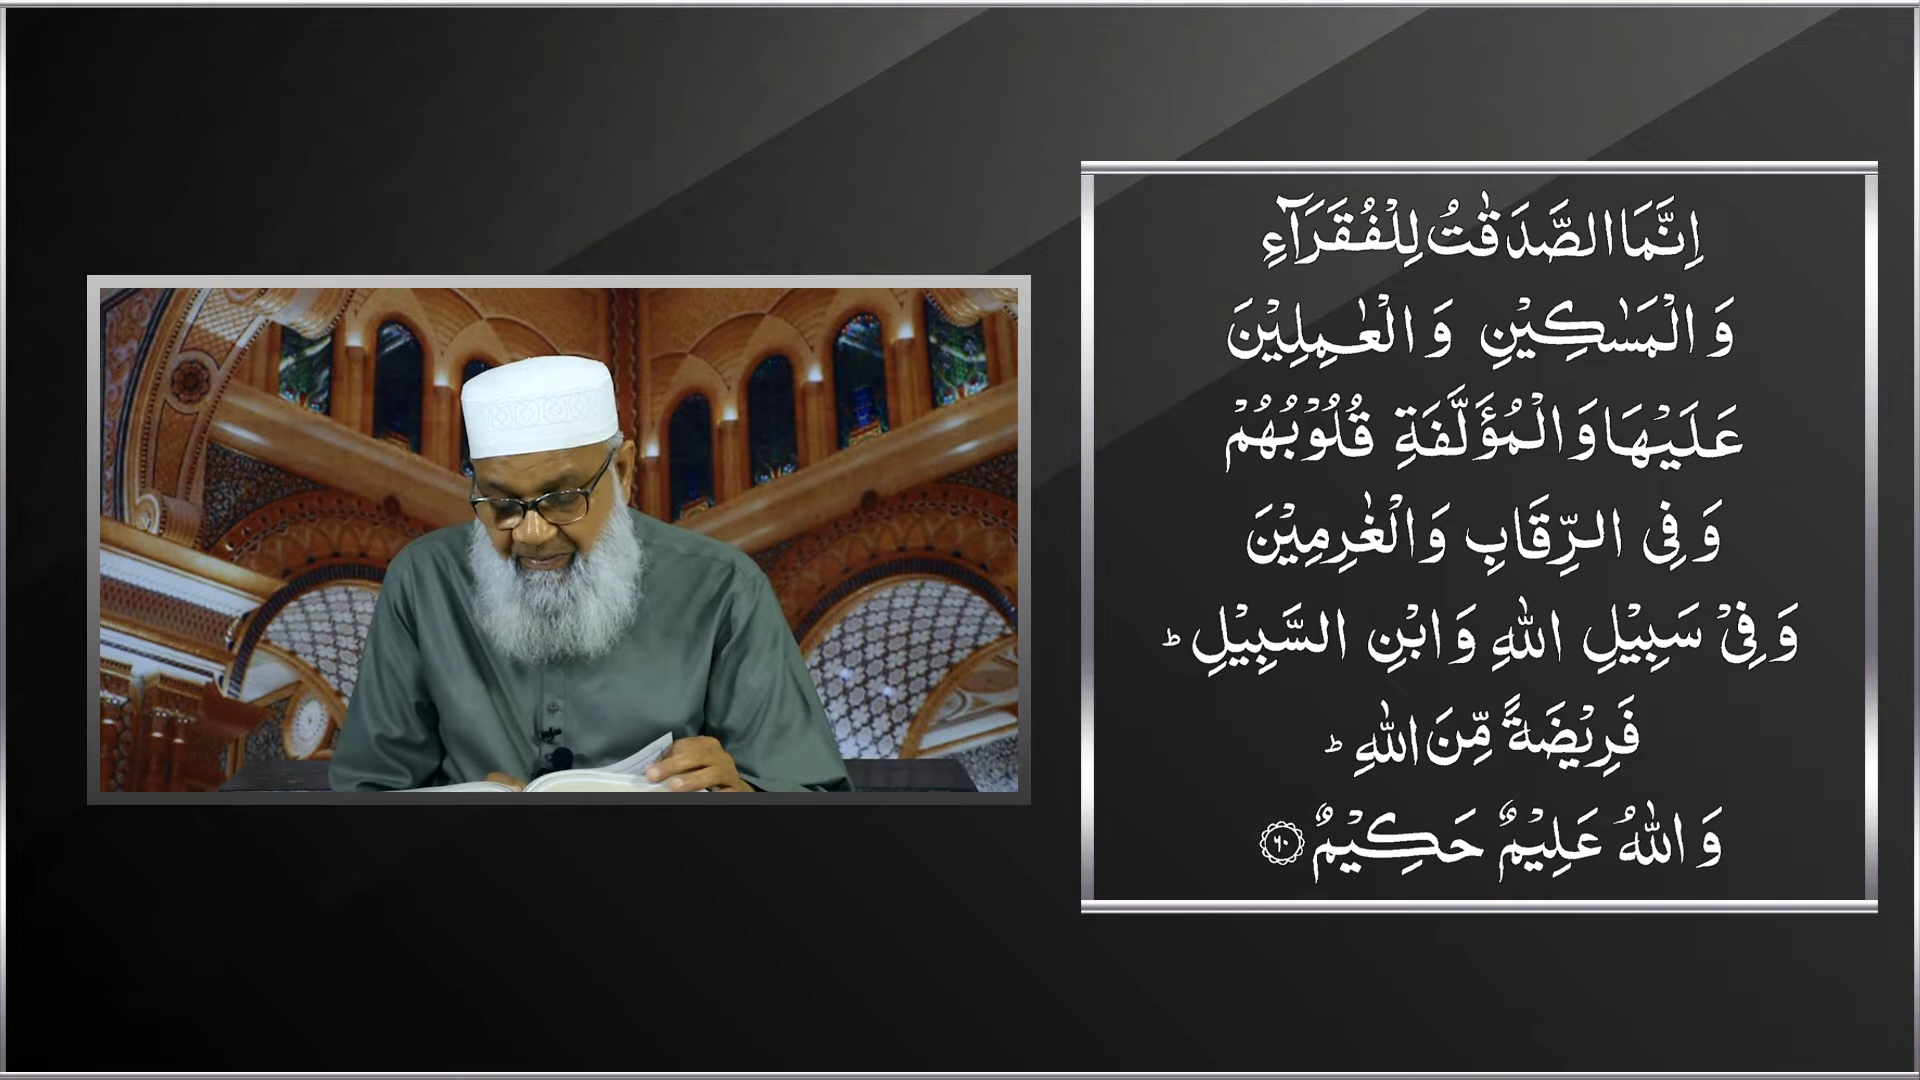 اِنَّمَا الصَّدَقٰتُ لِلْفُقَرَآءِ
وَ الْمَسٰكِیْنِ وَ الْعٰمِلِیْنَ
عَلَیْهَا وَ الْمُؤَلَّفَةِ قُلُوْبُهُمْ
وَ فِی الرِّقَابِ وَ الْغٰرِمِیْنَ
وَ فِیْ سَبِیْلِ اللّٰهِ وَ ابْنِ السَّبِیْلِؕ
فَرِیْضَةً مِّنَ اللّٰهِؕ
وَ اللّٰهُ عَلِیْمٌ حَكِیْمٌ ۶۰